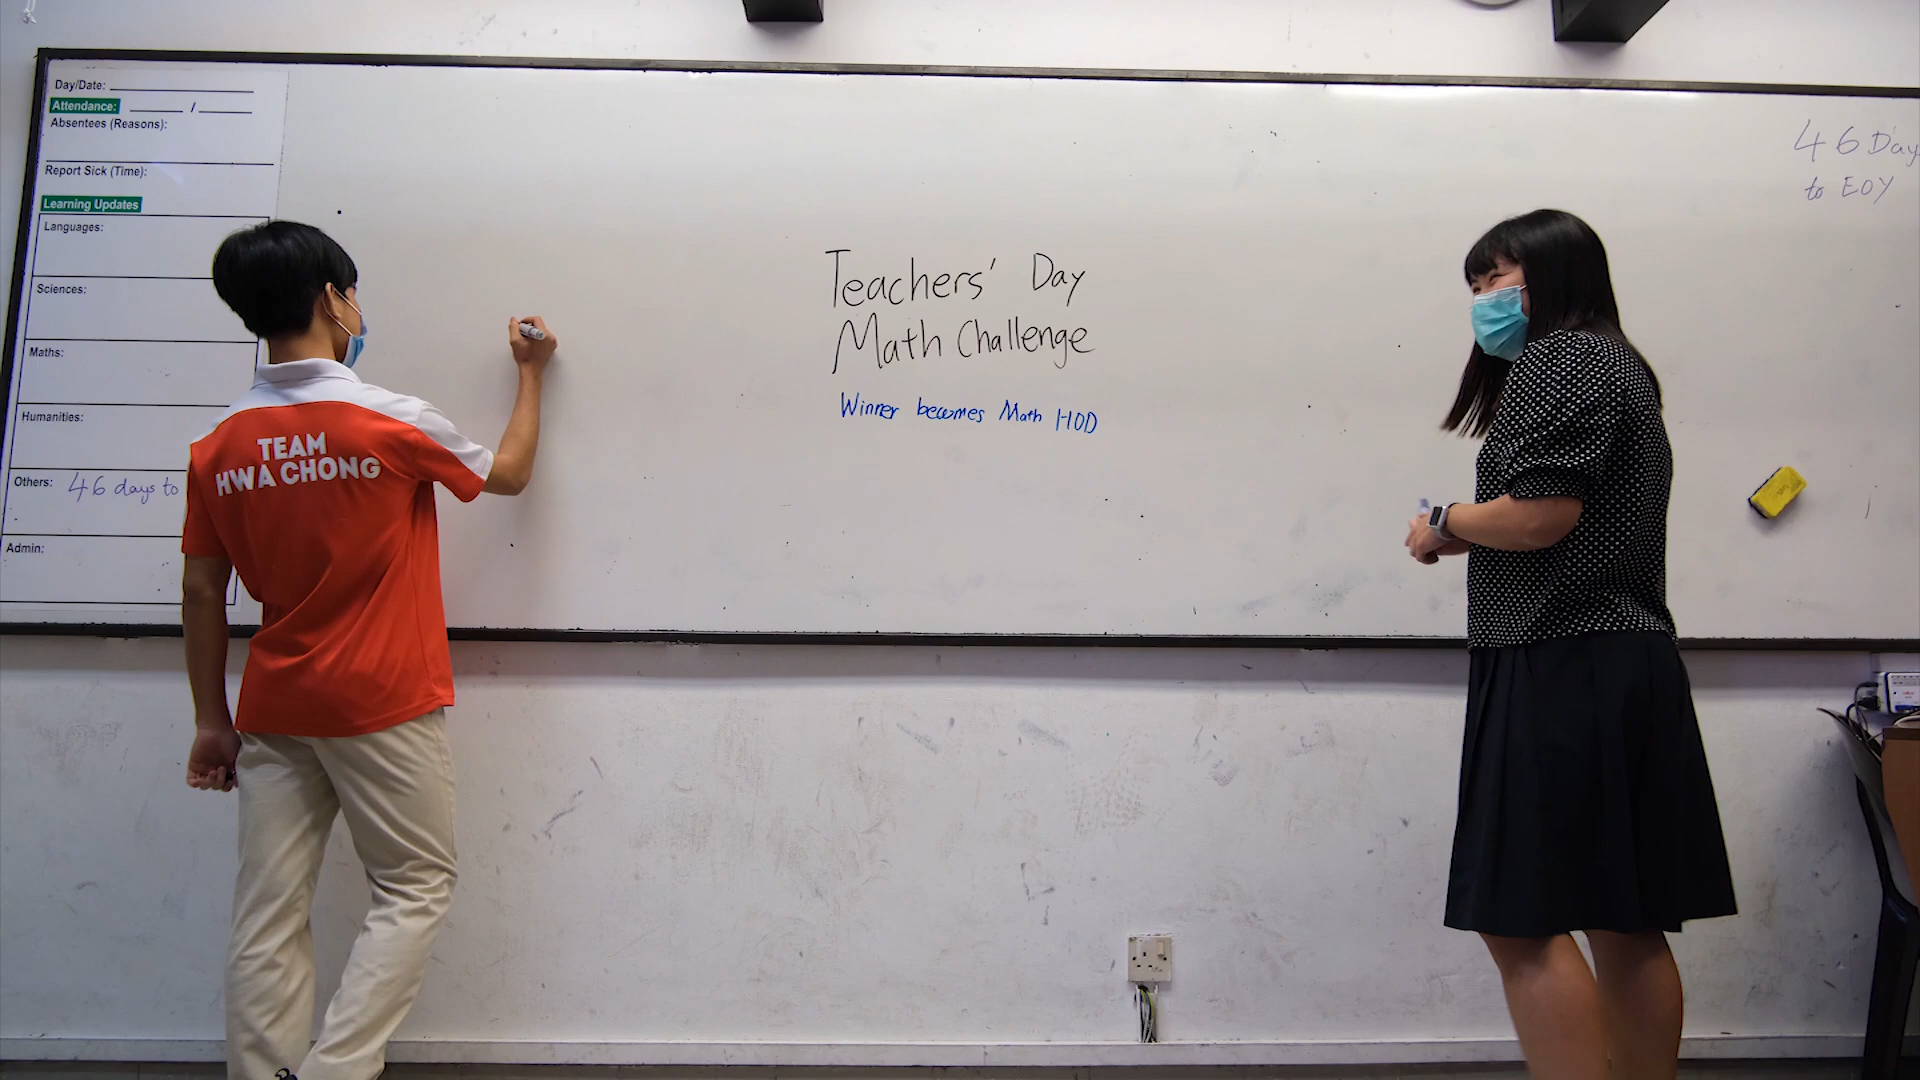 Day/Date:
Attendance: /
Absentees (Reasons):
Report Sick (Time):
Learning Updates
Languages:
Sciences:
Maths:
Humanities:
Others: 46 days to
Admin:
TEAM
HWA CHONG
Teachers' Day
Math Challenge
Winner becomes Math HOD
46 Days
to EOY